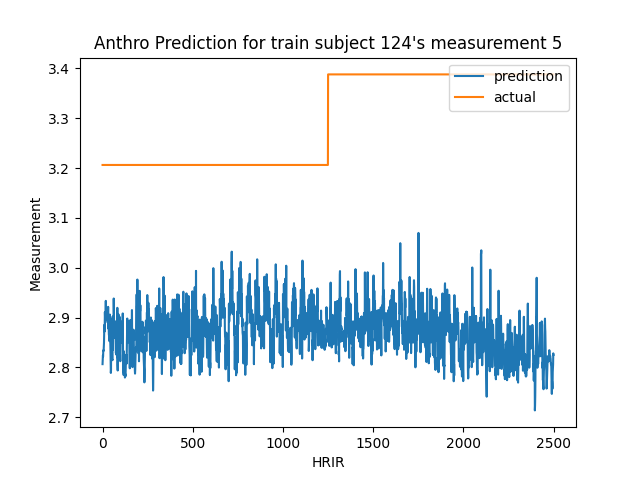 Anthro Prediction for train subject 124's measurement 5
prediction
actual
3.4
3.3
3.2
3.1
3.0
2.9
2.8
2.7
Measurement
0
500
1000
1500
2000
2500
HRIR